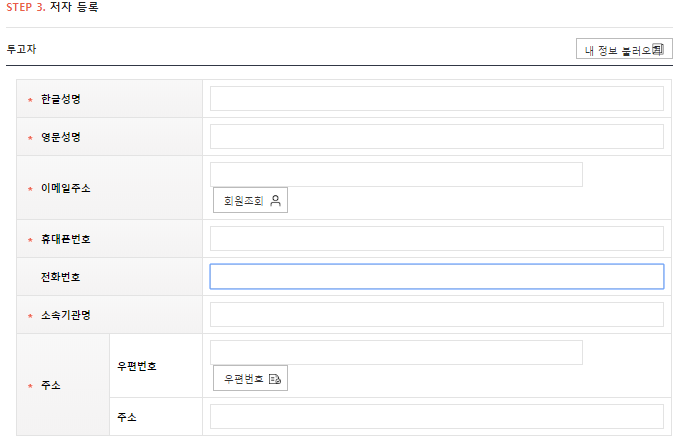 STEP 3. 저자 등록
투고자
내 정보 불러오기
* 한글성명
* 영문성명
* 이메일주소
회원조회
* 휴대폰번호
전화번호
* 소속기관명
* 주소
우편번호
우편번호
주소